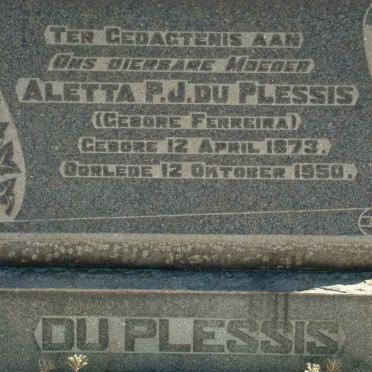 TER GEDAGTENIS AAN
ONS DIERBARE MOEDER
ALETTA P.J. DU PLESSIS
(GEBORE FERREIRA)
GEBORE 12 APRIL 1873.
OORLEDE 12 OKTOBER 1950.
DU PLESSIS